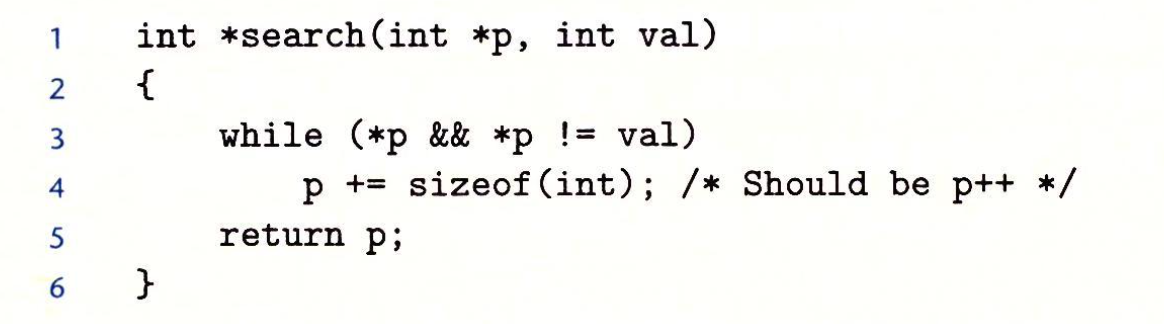 1 int *search(int *p, int val)
2 {
3 while (*p && *p != val)
4 p += sizeof(int); /* Should be p++ */
5 return p;
6 }